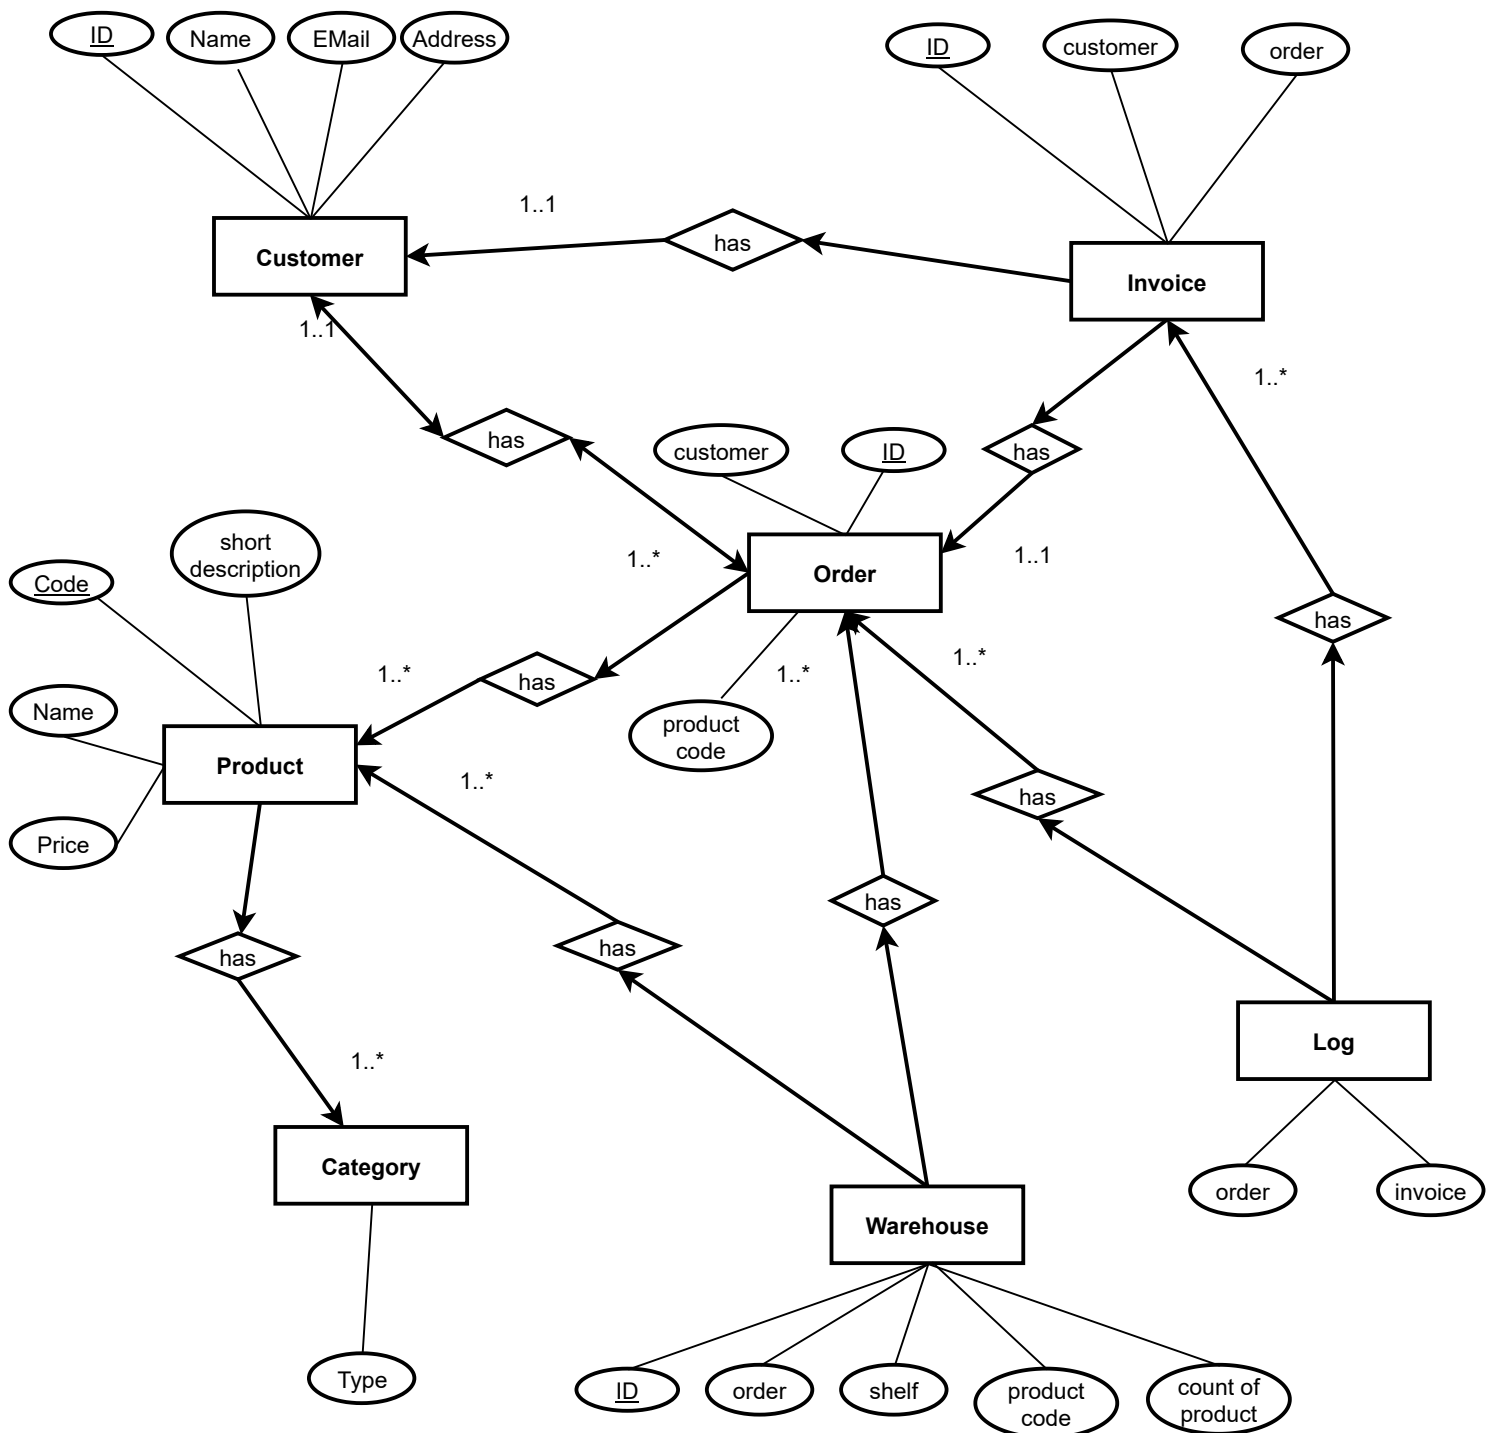 ID
Name
EMail
Address
ID
customer
order
1..1
has
Customer
Invoice
1..1
1..*
has
customer
ID
has
short
description
1..*
1..1
Order
Code
has
1..*
1..*
has
1..*
Name
product
code
Product
1..*
has
Price
has
has
has
1..*
Log
Category
Warehouse
order
invoice
Type
ID
order
shelf
product
code
count of
product